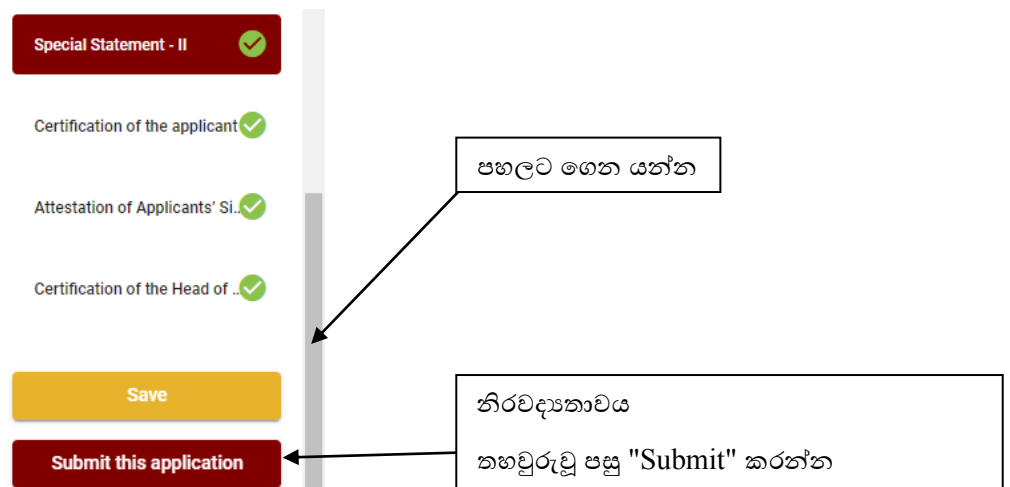 Special Statement - II
Certification of the applicant
පහලට ගෙන යන්න
Attestation of Applicants' Si..
Certification of the Head of ..
Save
නිරවද්‍යතාවය
Submit this application
තහවුරුවූ පසු "Submit" කරන්න